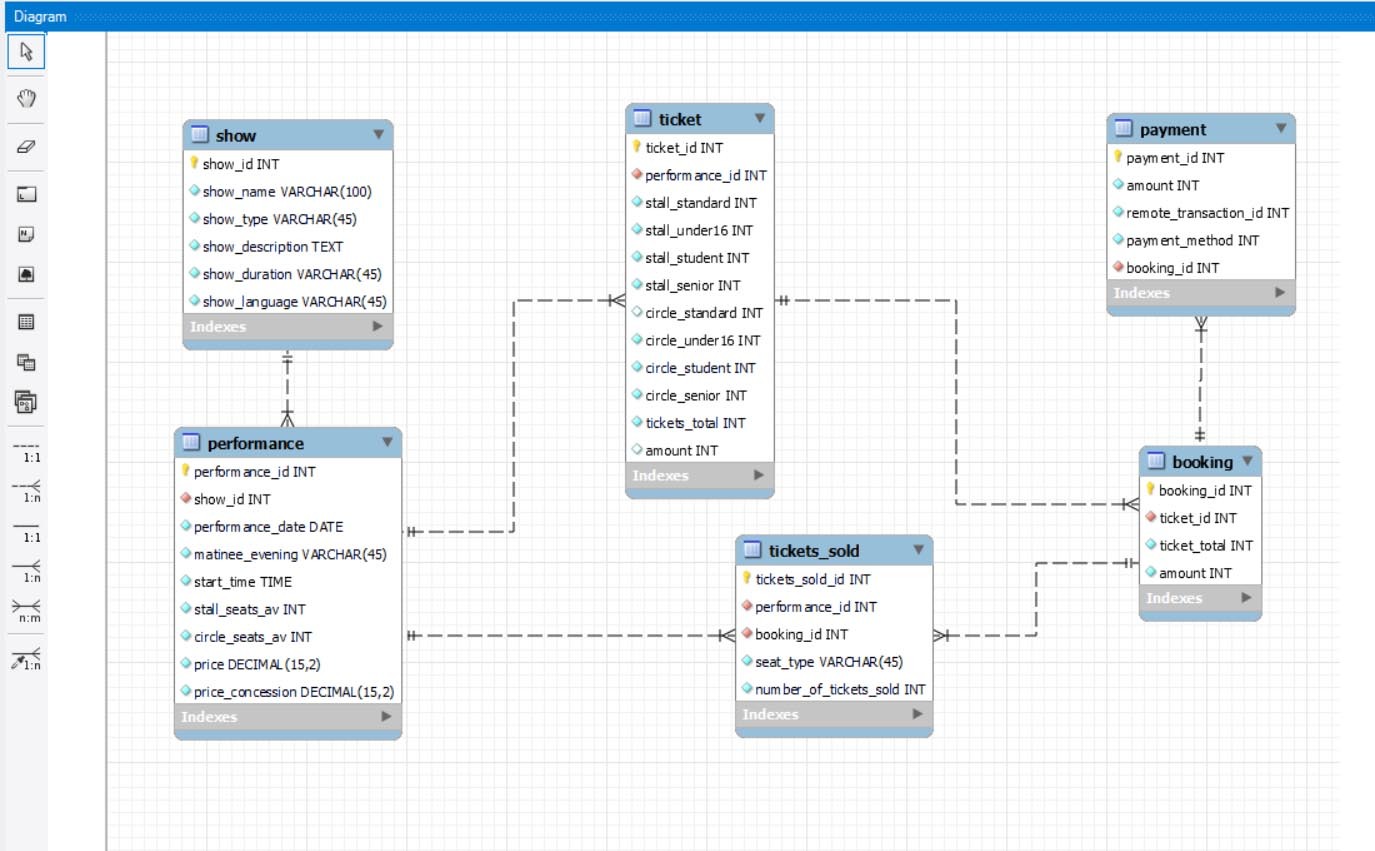 Diagram
1:1
1:n
1:1
1:n
n:m
1:n
show
show_id INT
show_name VARCHAR(100)
show_type VARCHAR(45)
show_description TEXT
show_duration VARCHAR(45)
show_language VARCHAR(45)
Indexes
performance
performance_id INT
show_id INT
performance_date DATE
matinee_evening VARCHAR(45)
start_time TIME
stall_seats_av INT
circle_seats_av INT
price DECIMAL(15,2)
price_concession DECIMAL(15,2)
Indexes
ticket
ticket_id INT
performance_id INT
stall_standard INT
stall_under16 INT
stall_student INT
stall_senior INT
circle_standard INT
circle_under16 INT
circle_student INT
circle_senior INT
tickets_total INT
amount INT
Indexes
tickets_sold
tickets_sold_id INT
performance_id INT
booking_id INT
seat_type VARCHAR(45)
number_of_tickets_sold INT
Indexes
payment
payment_id INT
amount INT
remote_transaction_id INT
payment_method INT
booking_id INT
Indexes
booking
booking_id INT
ticket_id INT
ticket_total INT
amount INT
Indexes